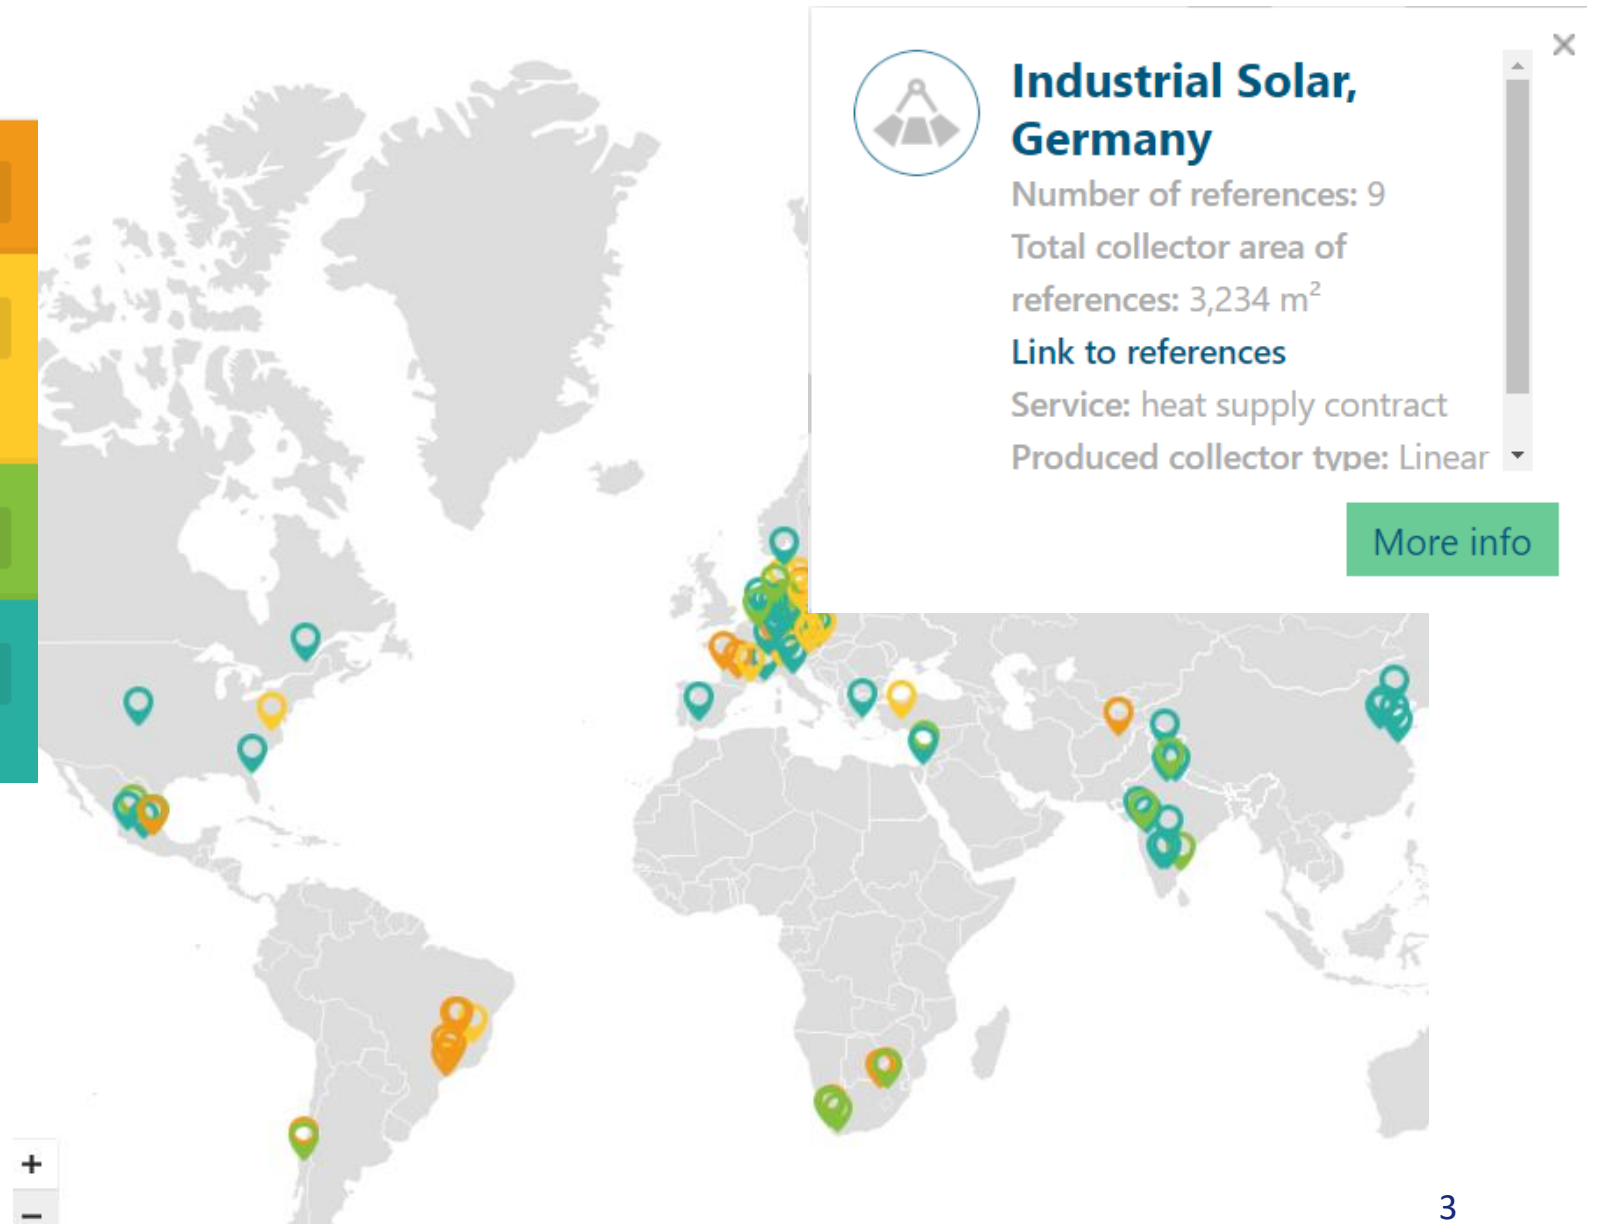 Industrial Solar,
Germany
Number of references: 9
Total collector area of
references: 3,234 m²
Link to references
Service: heat supply contract
Produced collector type: Linear
More info
+
−
3